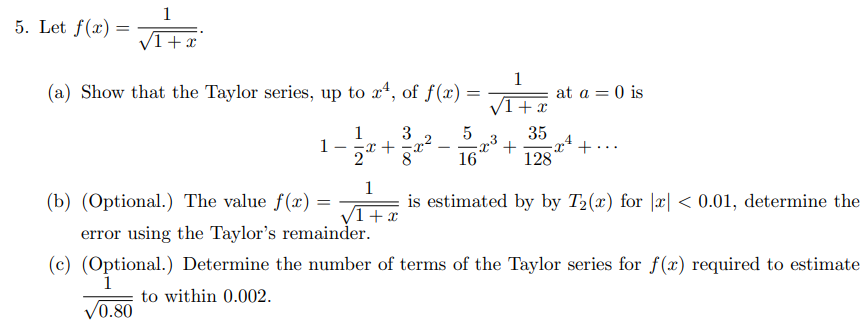 5. Let f(x) = 1/√(1 + x).
(a) Show that the Taylor series, up to x⁴, of f(x) = 1/√(1 + x) at a = 0 is
1 − 1/2 x + 3/8 x² − 5/16 x³ + 35/128 x⁴ + ···
(b) (Optional.) The value f(x) = 1/√(1 + x) is estimated by by T₂(x) for |x| < 0.01, determine the
error using the Taylor's remainder.
(c) (Optional.) Determine the number of terms of the Taylor series for f(x) required to estimate
1/√0.80 to within 0.002.